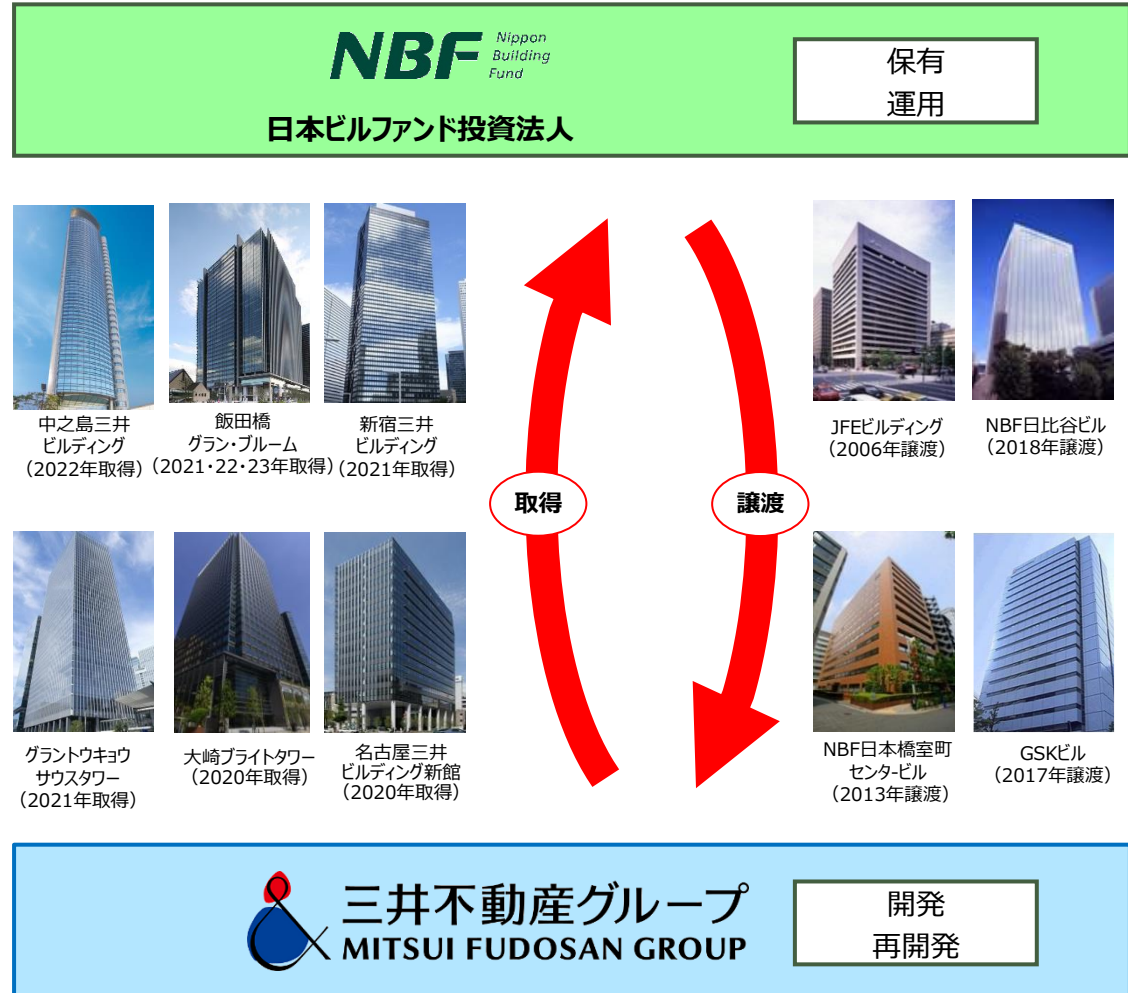 NBF
Nippon
Building
Fund
日本ビルファンド投資法人
保有
運用
中之島三井
ビルディング
（2022年取得）
飯田橋
グラン・ブルーム
（2021・22・23年取得）
新宿三井
ビルディング
（2021年取得）
JFEビルディング
（2006年譲渡）
NBF日比谷ビル
（2018年譲渡）
取得
譲渡
グラントウキョウ
サウスタワー
（2021年取得）
大崎ブライトタワー
（2020年取得）
名古屋三井
ビルディング新館
（2020年取得）
NBF日本橋室町
センタ-ビル
（2013年譲渡）
GSKビル
（2017年譲渡）
三井不動産グループ
MITSUI FUDOSAN GROUP
開発
再開発